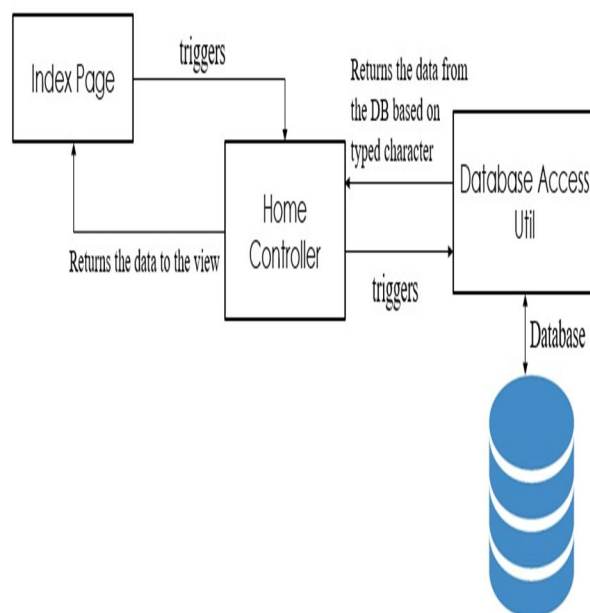 triggers
Index Page
Returns the data from
the DB based on
typed character
Home
Controller
Database Access
Util
Returns the data to the view
triggers
Database